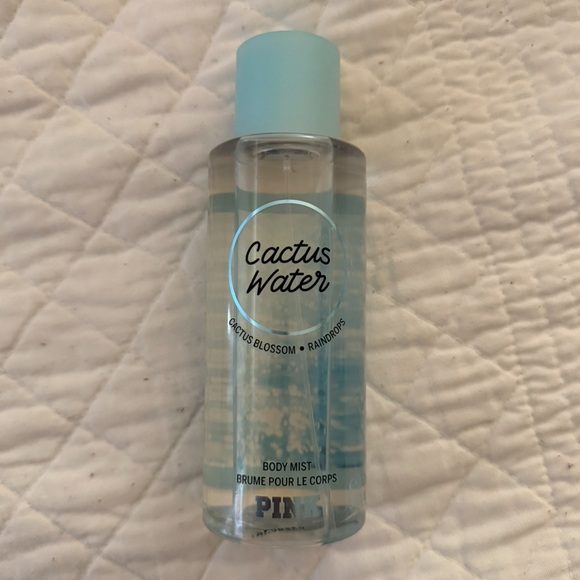 Cactus
Water
CACTUS BLOSSOM • RAINDROPS
BODY MIST
BRUME POUR LE CORPS
PINK